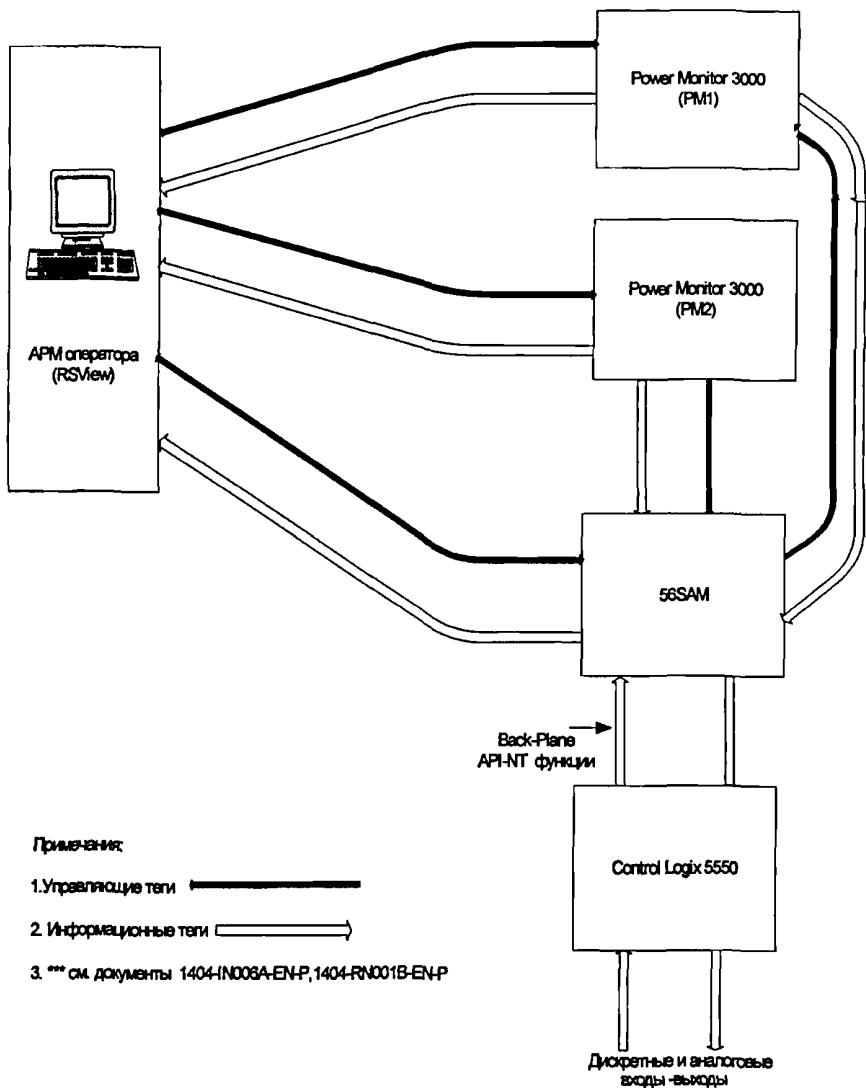 Power Monitor 3000
(PM1)
Power Monitor 3000
(PM2)
АРМ оператора
(RSView)
56SAM
Back-Plane
API-NT функции
Control Logix 5550
Примечания:
1.Управляющие теги
2. Информационные теги
3. *** см. документы 1404-IN006A-EN-P, 1404-RN001B-EN-P
Дискретные и аналоговые
входы -выходы